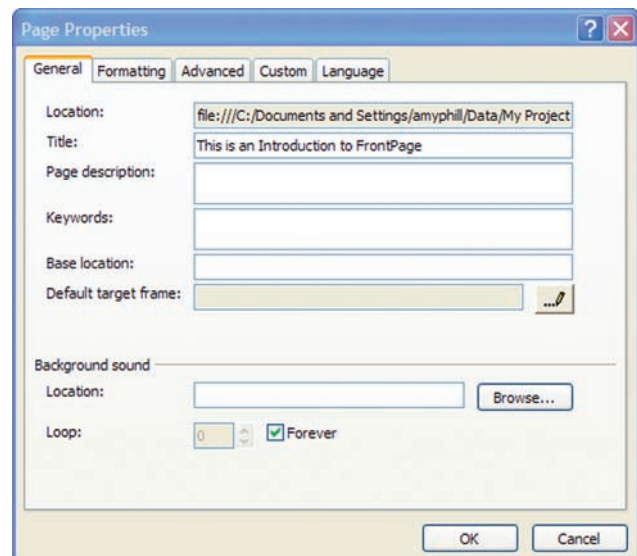 Page Properties
General Formatting Advanced Custom Language
Location: file:///C:/Documents and Settings/amyphill/Data/My Project
Title: This is an Introduction to FrontPage
Page description:
Keywords:
Base location:
Default target frame: ...
Background sound
Location: Browse...
Loop: 0 Forever
OK Cancel